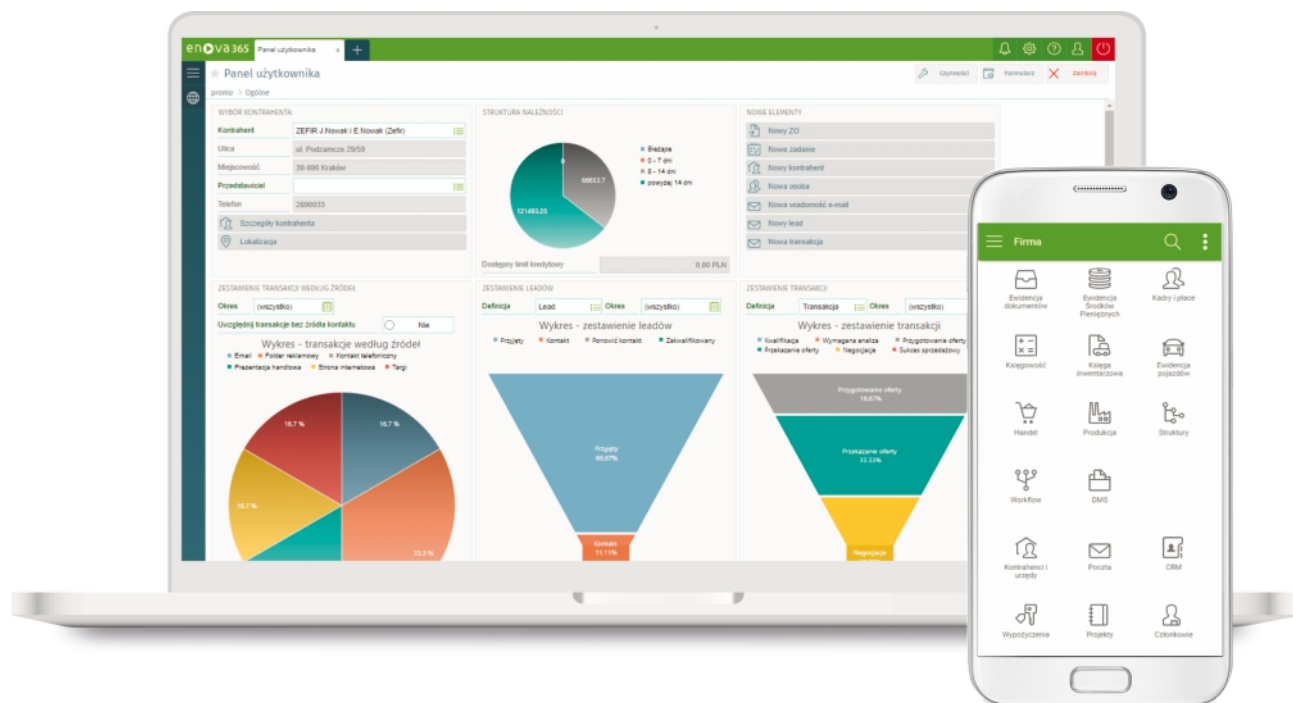 enova365
Panel użytkownika
x
+
Panel użytkownika
Czynności
Formularz
Zamknij
promo > Ogólne
WYBÓR KONTRAHENTA:
Kontrahent
ZEFIR J.Nowak i E.Nowak (Zefir)
Ulica
ul. Podzamcze 29/59
Miejscowość
30-696 Kraków
Przedstawiciel
Telefon
2600033
Szczegóły kontrahenta
Lokalizacja
STRUKTURA NALEŻNOŚCI
Bieżące
0 - 7 dni
8 - 14 dni
powyżej 14 dni
0
68653.7
121493.25
Dostępny limit kredytowy
0,00 PLN
NOWE ELEMENTY
Nowy ZO
Nowe zadanie
Nowy kontrahent
Nowa osoba
Nowa wiadomość e-mail
Nowy lead
Nowa transakcja
ZESTAWIENIE TRANSAKCJI WEDŁUG ŹRÓDEŁ
Okres
(wszystko)
Uwzględnij transakcje bez źródła kontaktu
Nie
Wykres - transakcje według źródeł
Email
Folder reklamowy
Kontakt telefoniczny
Prezentacja handlowa
Strona internetowa
Targi
16.7 %
16.7 %
16.7 %
33.3 %
ZESTAWIENIE LEADÓW
Definicja
Lead
Okres
(wszystko)
Wykres - zestawienie leadów
Przyjęty
Kontakt
Ponowić kontakt
Zakwalifikowany
Przyjęty
66.67%
Kontakt
11.11%
ZESTAWIENIE TRANSAKCJI
Definicja
Transakcja
Okres
(wszystko)
Wykres - zestawienie transakcji
Kwalifikacja
Wymagana analiza
Przygotowanie oferty
Przekazanie oferty
Negocjacje
Sukces sprzedażowy
Przygotowanie oferty
16.67%
Przekazanie oferty
33.33%
Negocjacje
Firma
Ewidencja
dokumentów
Ewidencja
Środków
Pieniężnych
Kadry i płace
Księgowość
Księga
inwentarzowa
Ewidencja
pojazdów
Handel
Produkcja
Struktury
Workflow
DMS
Kontrahenci i
urzędy
Poczta
CRM
Wypożyczenia
Projekty
Członkowie